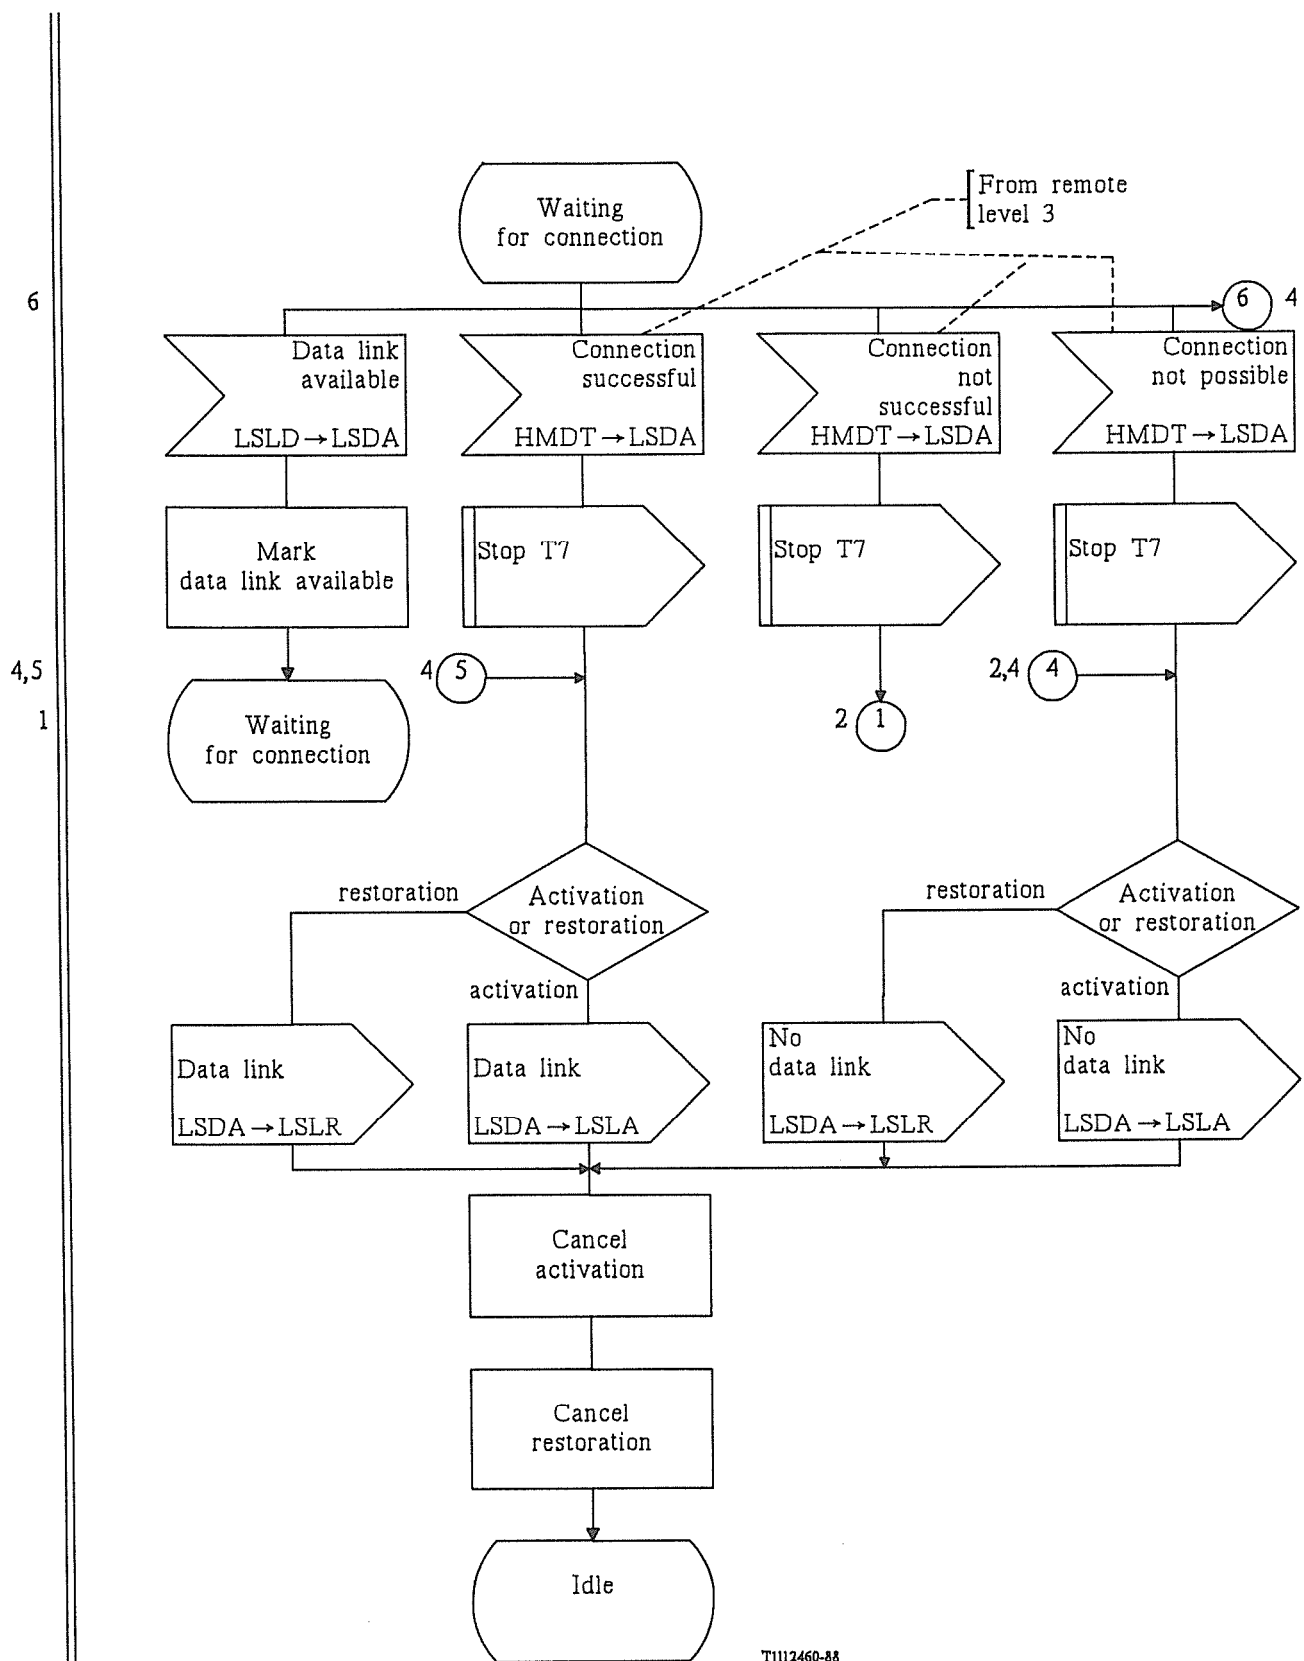 From remote
level 3
Waiting
for connection
6
6
4
Data link
available
LSLD→LSDA
Connection
successful
HMDT→LSDA
Connection
not
successful
HMDT→LSDA
Connection
not possible
HMDT→LSDA
Mark
data link available
Stop T7
Stop T7
Stop T7
4,5
4
5
2,4
4
1
Waiting
for connection
2
1
restoration
Activation
or restoration
restoration
Activation
or restoration
activation
activation
Data link
LSDA→LSLR
Data link
LSDA→LSLA
No
data link
LSDA→LSLR
No
data link
LSDA→LSLA
Cancel
activation
Cancel
restoration
Idle
T1112460-88